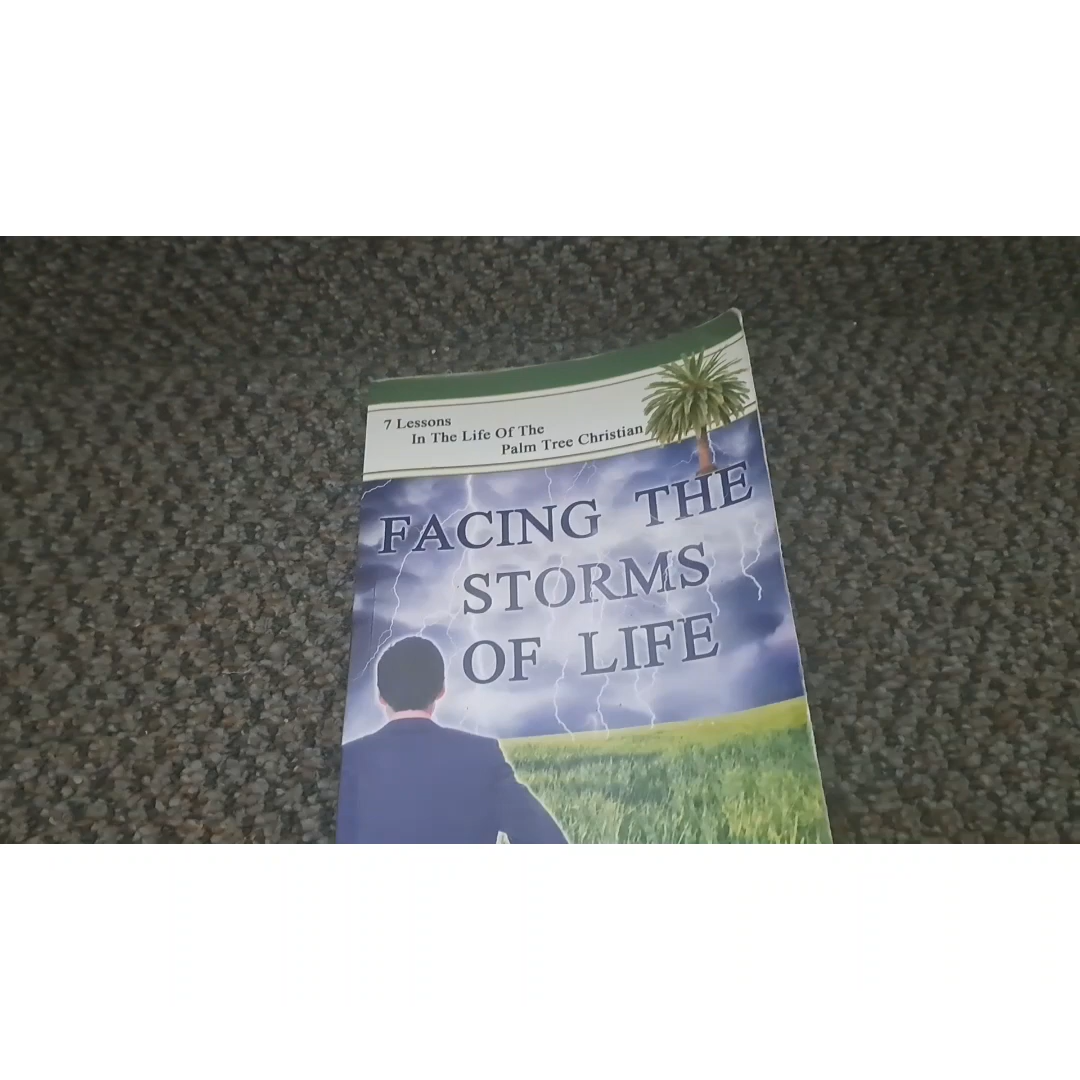 7 Lessons
In The Life Of The
Palm Tree Christian
FACING THE
STORMS
OF LIFE